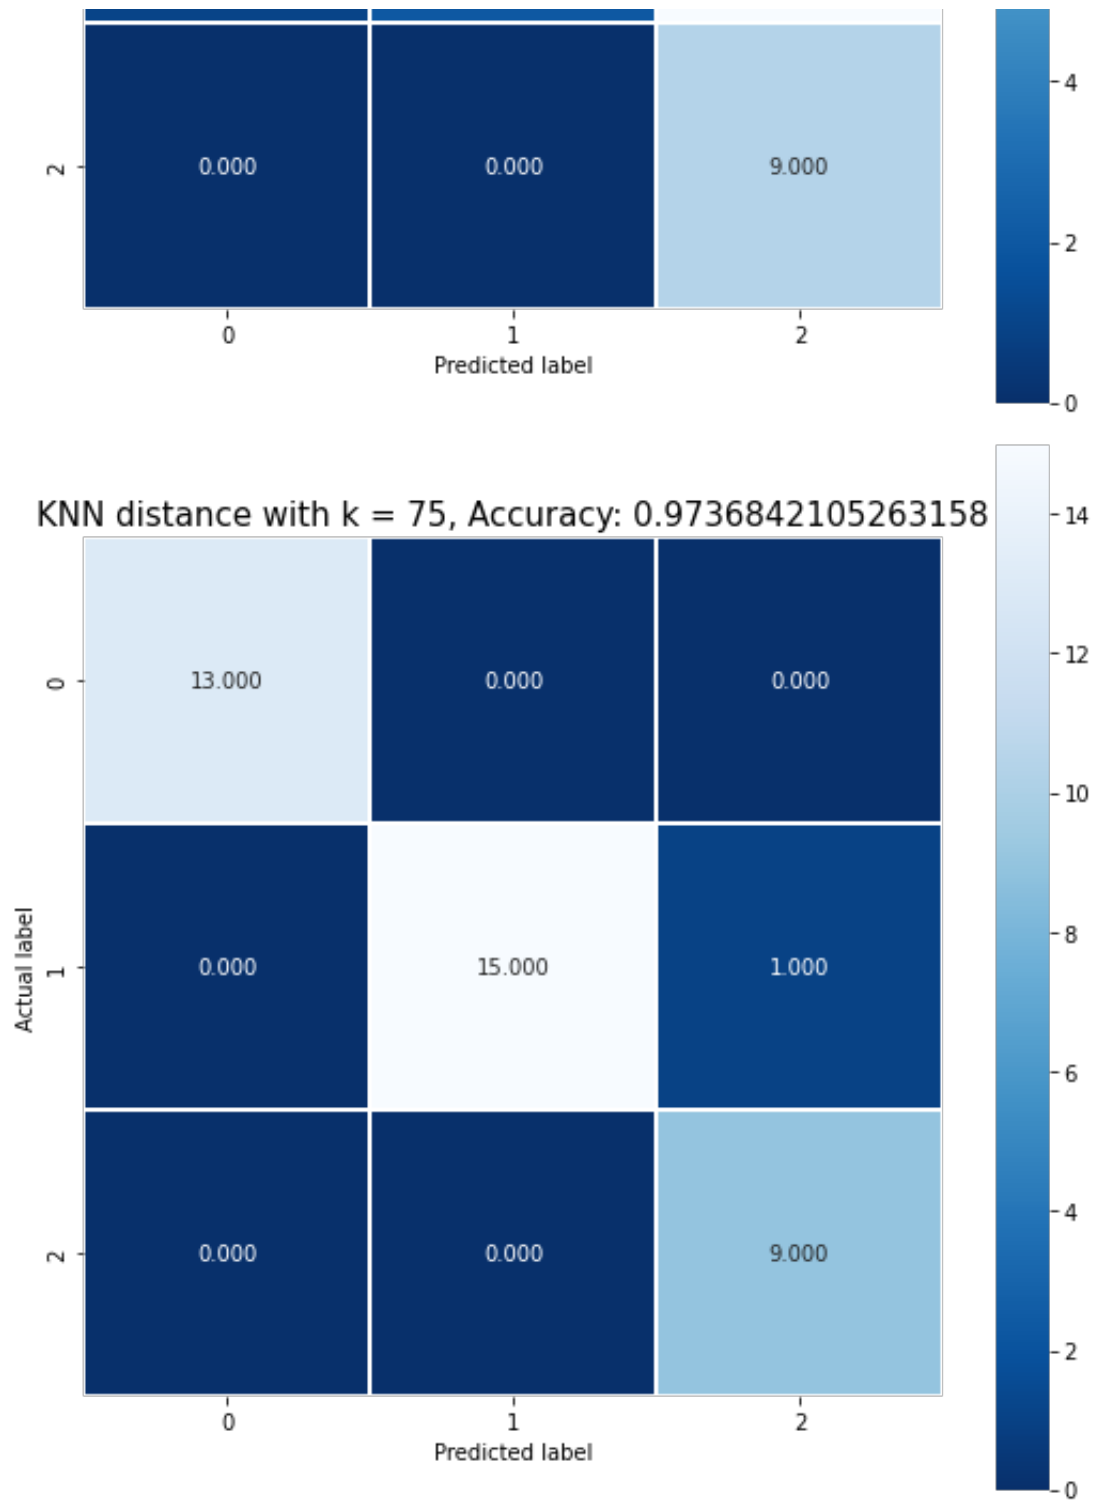 4
2 0.000 0.000 9.000
2
0 1 2
Predicted label
0
KNN distance with k = 75, Accuracy: 0.9736842105263158
14
12
0 13.000 0.000 0.000
10
Actual label
8
1 0.000 15.000 1.000
6
4
2 0.000 0.000 9.000
2
0 1 2
Predicted label
0